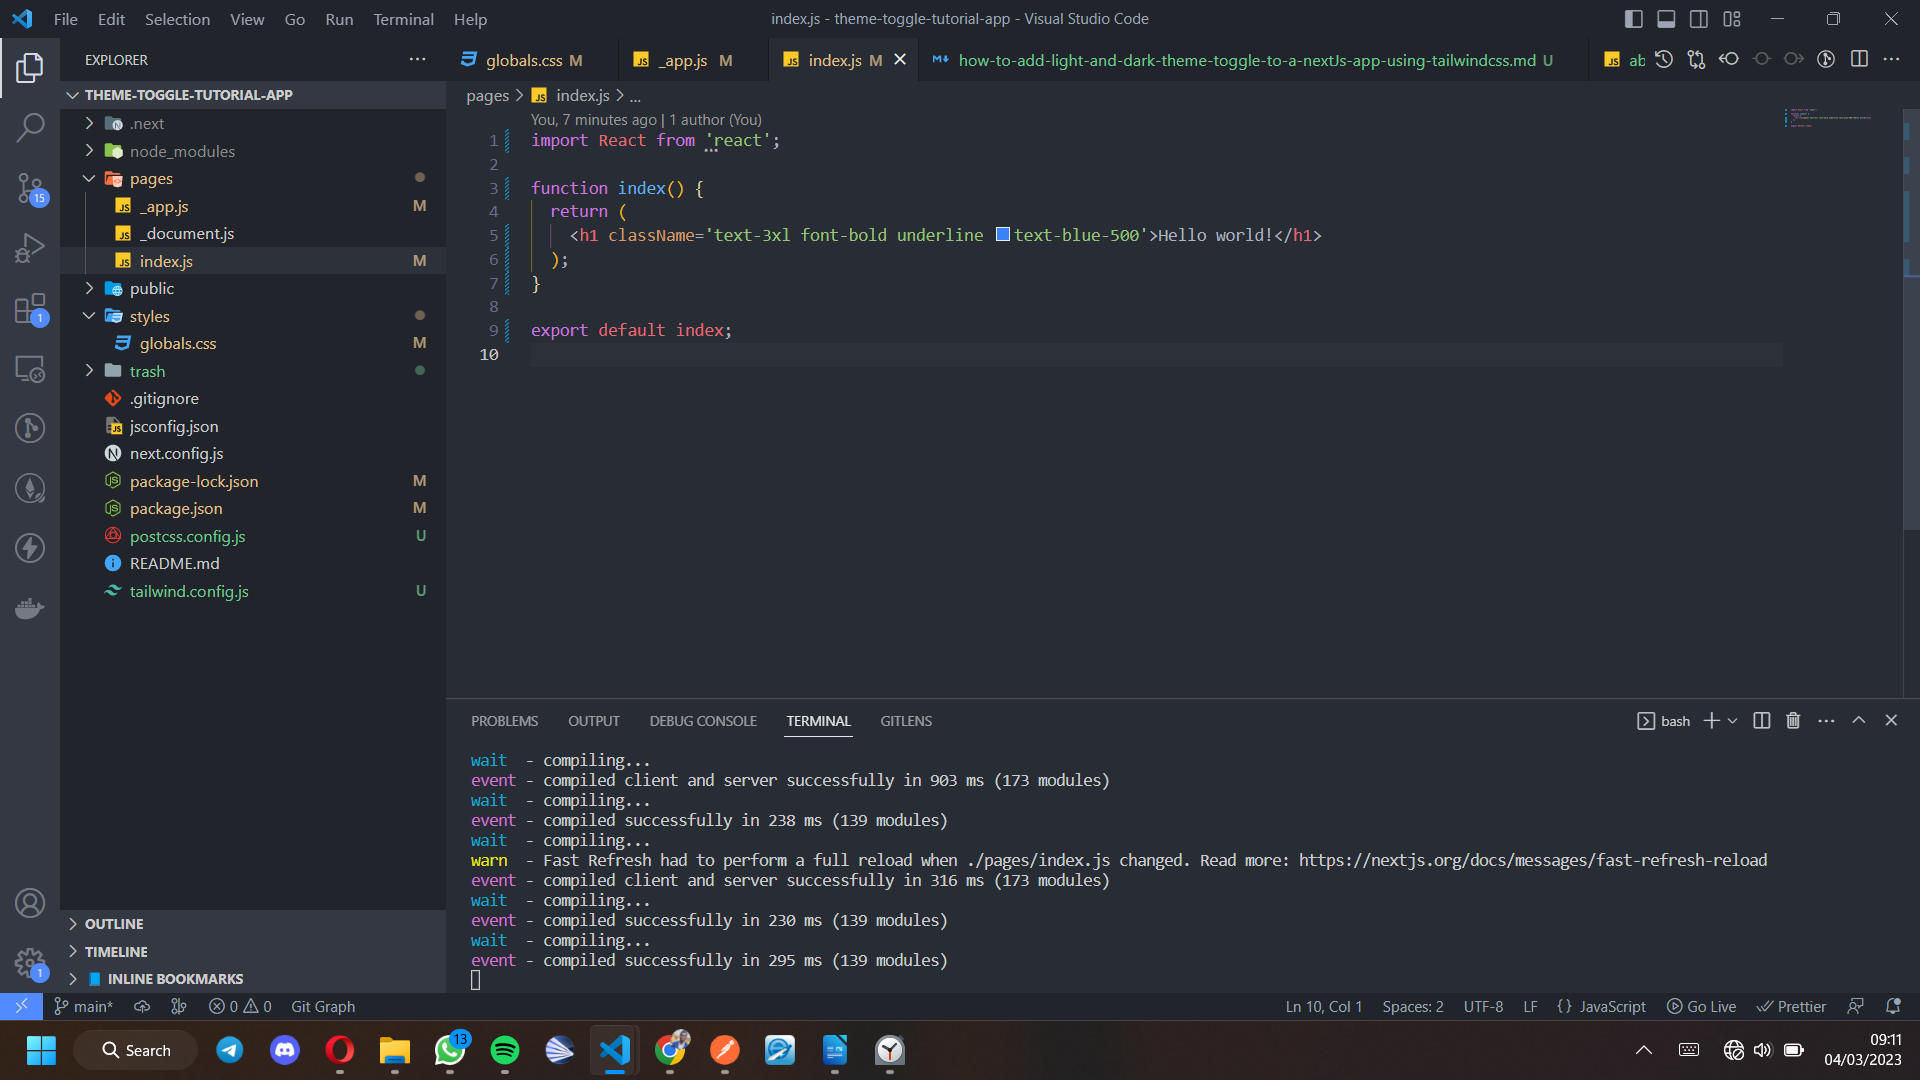 File Edit Selection View Go Run Terminal Help
index.js - theme-toggle-tutorial-app - Visual Studio Code
EXPLORER
THEME-TOGGLE-TUTORIAL-APP
.next
node_modules
pages
_app.js M
_document.js
index.js M
public
styles
globals.css M
trash
.gitignore
jsconfig.json
next.config.js
package-lock.json M
package.json M
postcss.config.js U
README.md
tailwind.config.js U
OUTLINE
TIMELINE
INLINE BOOKMARKS
15
1
1
globals.css M _app.js M index.js M how-to-add-light-and-dark-theme-toggle-to-a-nextJs-app-using-tailwindcss.md U ab
pages > index.js > ...
You, 7 minutes ago | 1 author (You)
1 import React from 'react';
2
3 function index() {
4 return (
5 <h1 className='text-3xl font-bold underline text-blue-500'>Hello world!</h1>
6 );
7 }
8
9 export default index;
10
PROBLEMS OUTPUT DEBUG CONSOLE TERMINAL GITLENS
bash
wait - compiling...
event - compiled client and server successfully in 903 ms (173 modules)
wait - compiling...
event - compiled successfully in 238 ms (139 modules)
wait - compiling...
warn - Fast Refresh had to perform a full reload when ./pages/index.js changed. Read more: https://nextjs.org/docs/messages/fast-refresh-reload
event - compiled client and server successfully in 316 ms (173 modules)
wait - compiling...
event - compiled successfully in 230 ms (139 modules)
wait - compiling...
event - compiled successfully in 295 ms (139 modules)
main* 0 0 Git Graph
Ln 10, Col 1 Spaces: 2 UTF-8 LF {} JavaScript Go Live Prettier
Search
13
09:11
04/03/2023